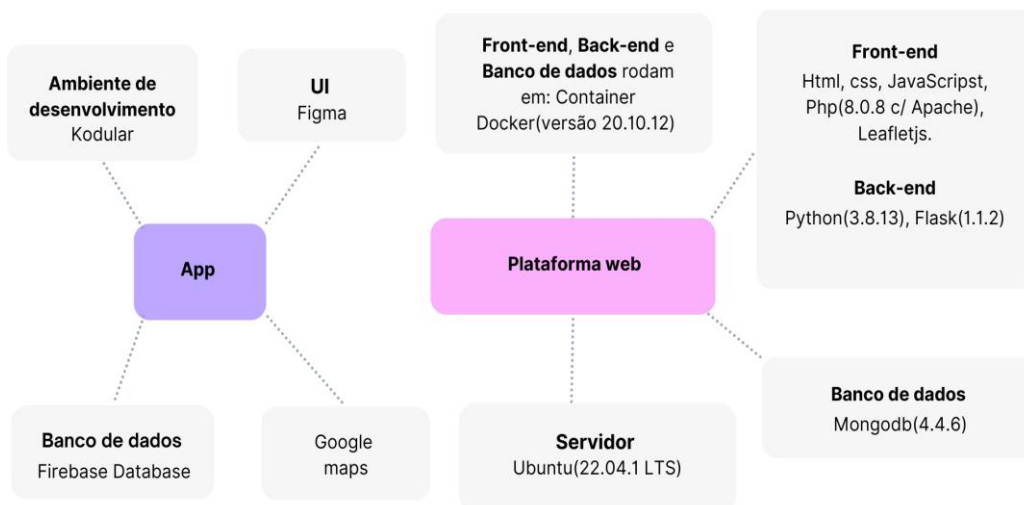 Ambiente de
desenvolvimento
Kodular
UI
Figma
App
Banco de dados
Firebase Database
Google
maps
Front-end, Back-end e
Banco de dados rodam
em: Container
Docker(versão 20.10.12)
Front-end
Html, css, JavaScripst,
Php(8.0.8 c/ Apache),
Leafletjs.
Back-end
Python(3.8.13), Flask(1.1.2)
Plataforma web
Servidor
Ubuntu(22.04.1 LTS)
Banco de dados
Mongodb(4.4.6)